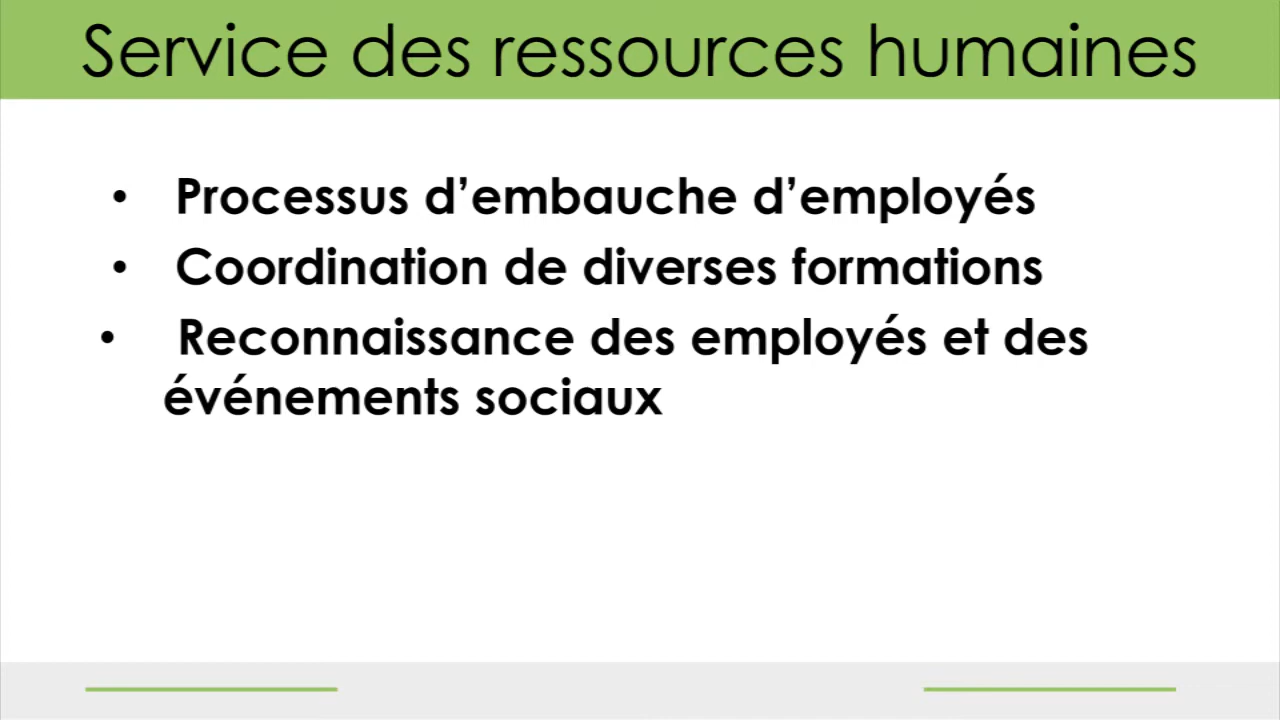 Service des ressources humaines
• Processus d’embauche d’employés
• Coordination de diverses formations
• Reconnaissance des employés et des
événements sociaux